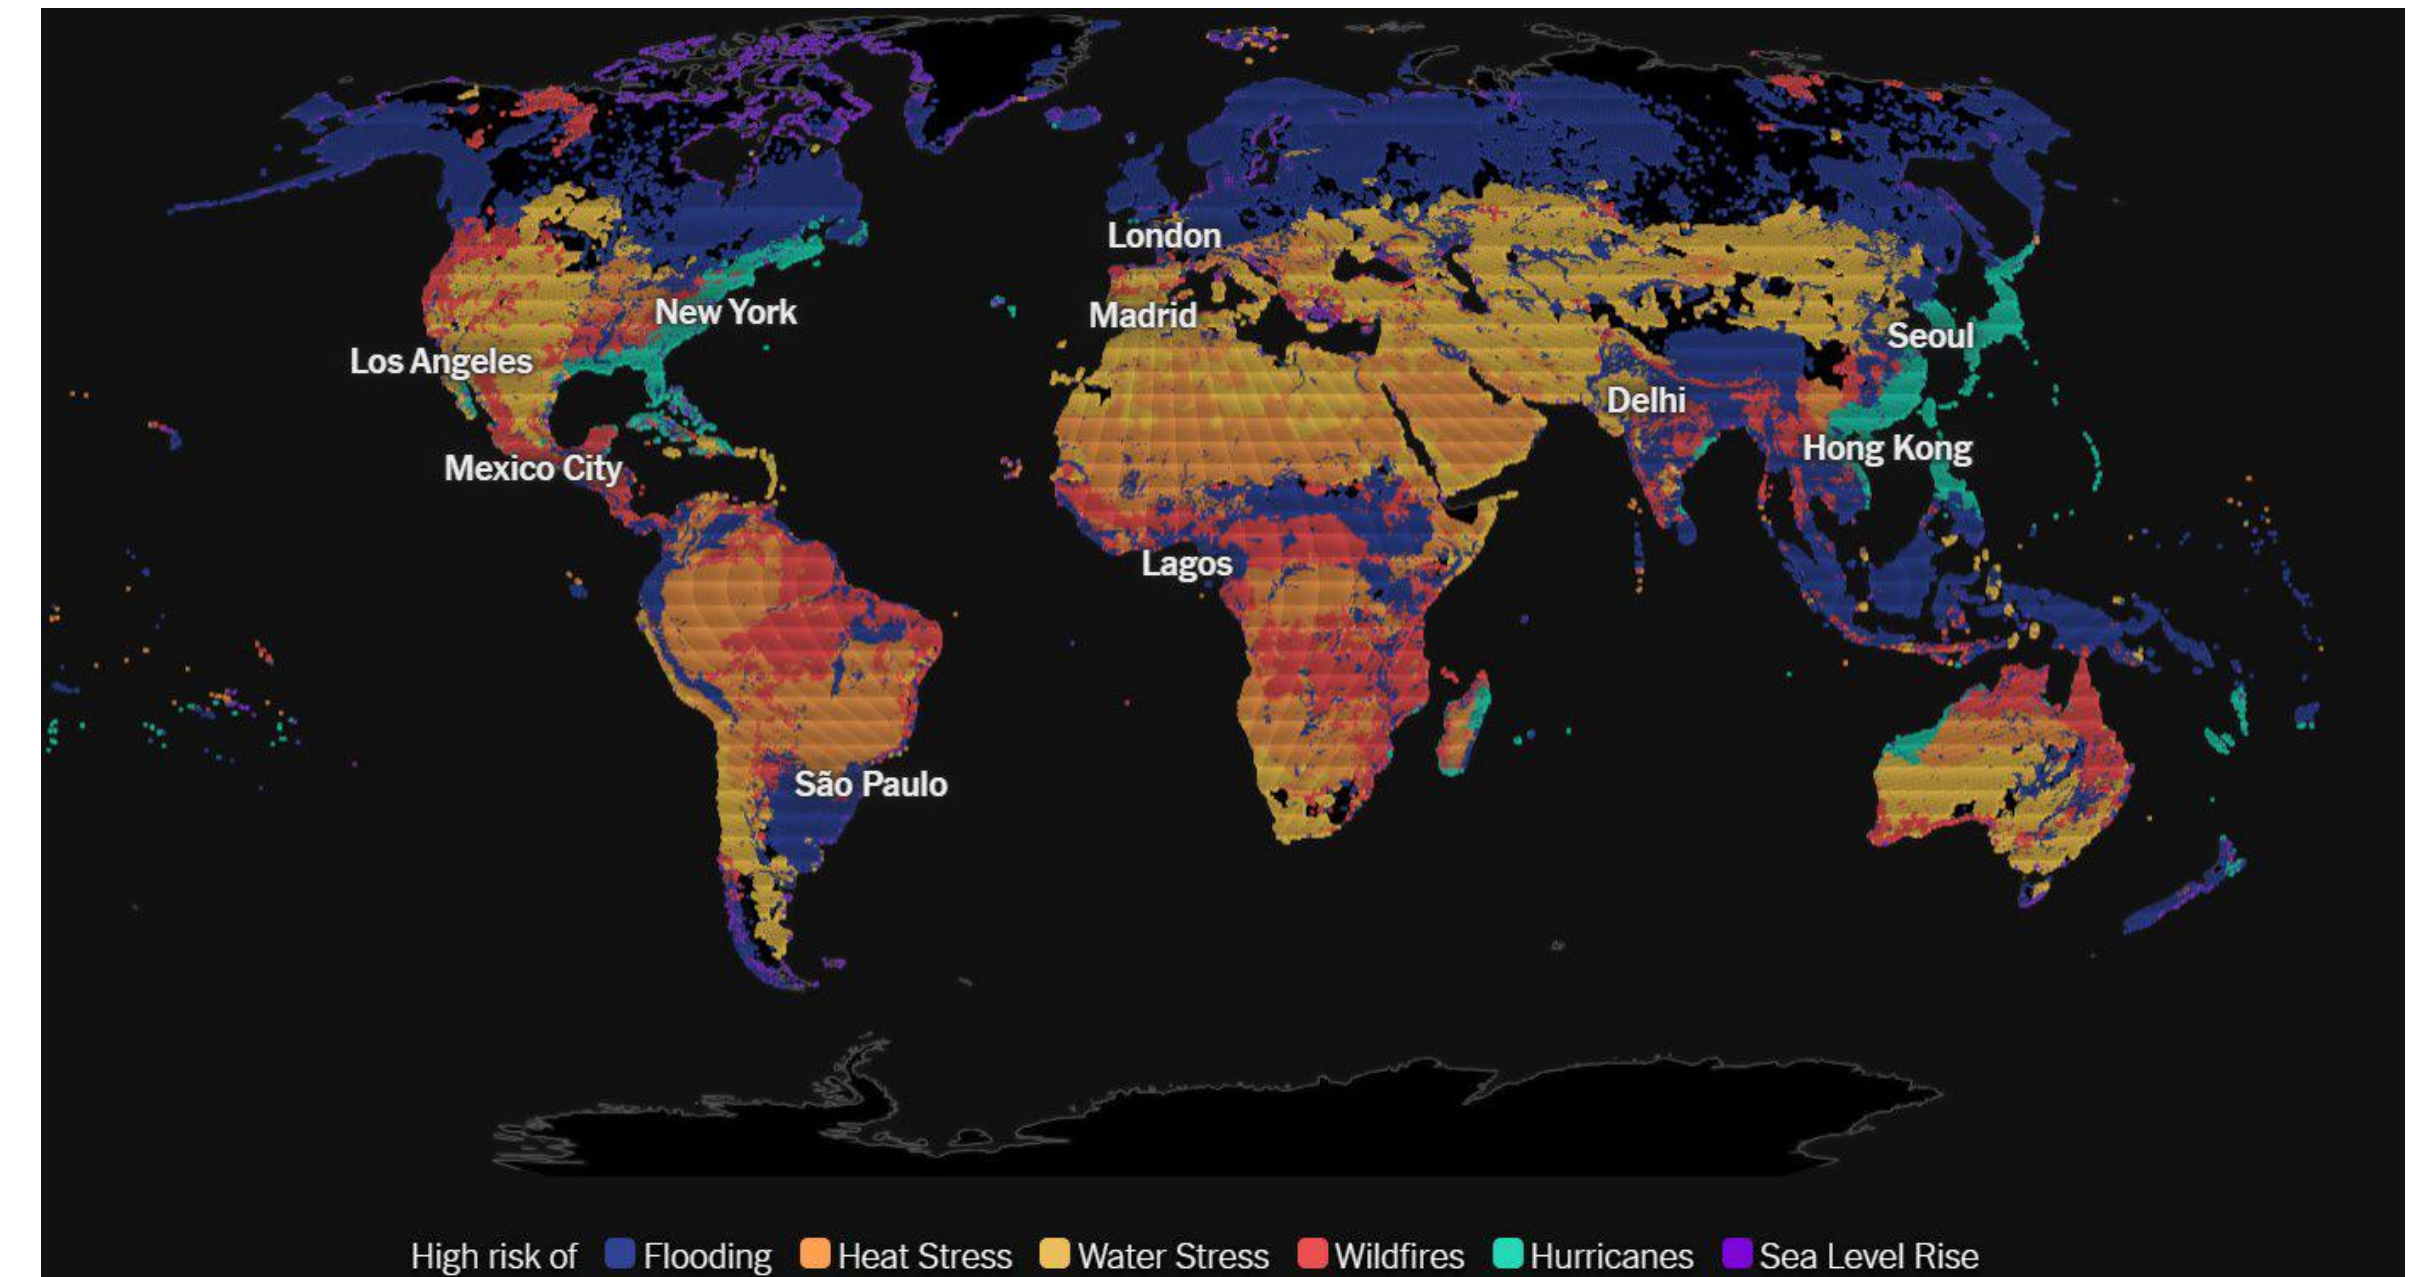 London
New York
Madrid
Seoul
Los Angeles
Delhi
Mexico City
Hong Kong
Lagos
São Paulo
High risk of Flooding Heat Stress Water Stress Wildfires Hurricanes Sea Level Rise